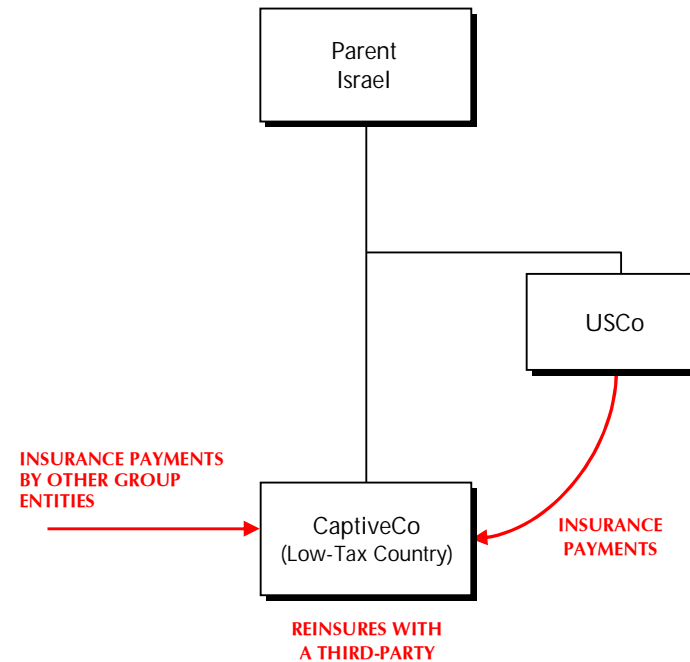 Parent
Israel
USCo
INSURANCE PAYMENTS
BY OTHER GROUP
ENTITIES
CaptiveCo
(Low-Tax Country)
INSURANCE
PAYMENTS
REINSURES WITH
A THIRD-PARTY